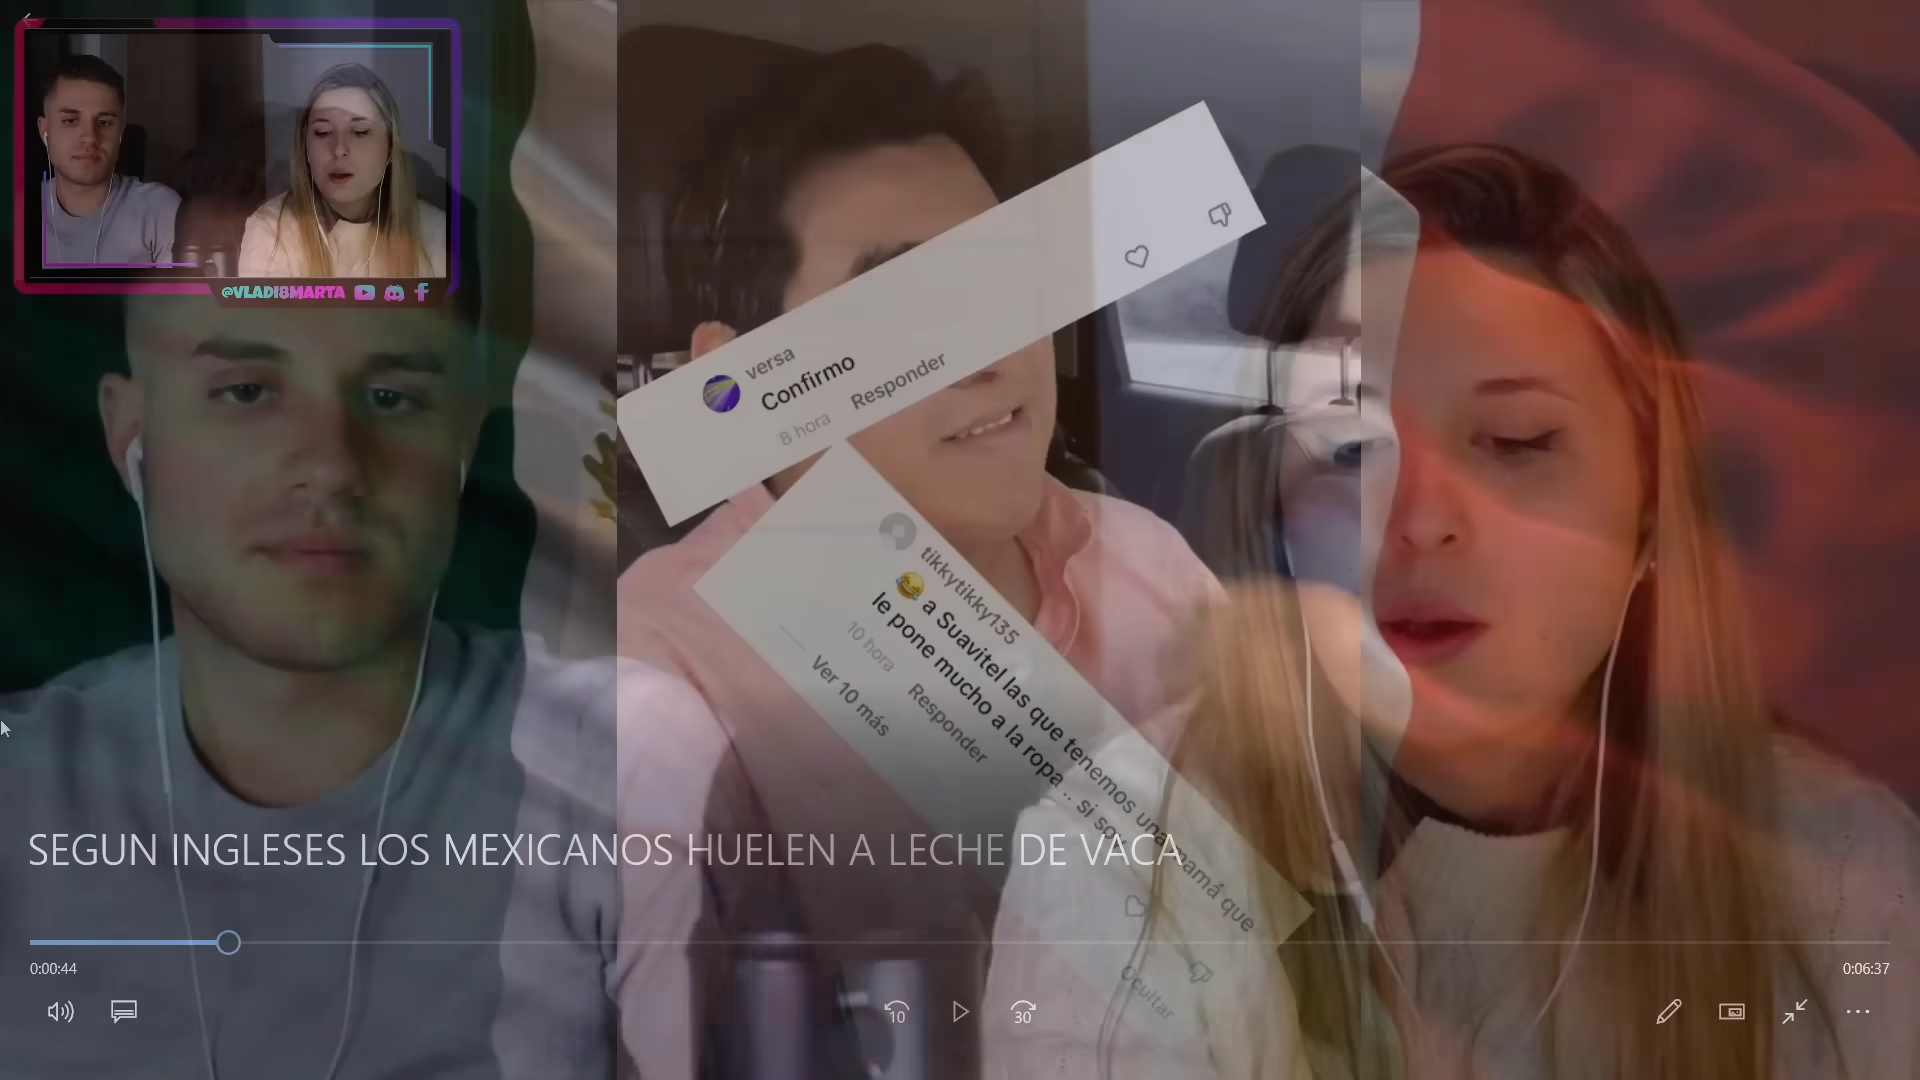 @VLADI8MARTA
versa
Confirmo
8 hora Responder
tikkytikky135
😂 a Suavitel las que tenemos una mamá que
le pone mucho a la ropa .. si soy
10 hora Responder
Ver 10 más
Ocultar
SEGUN INGLESES LOS MEXICANOS HUELEN A LECHE DE VACA
0:00:44
0:06:37
10
30